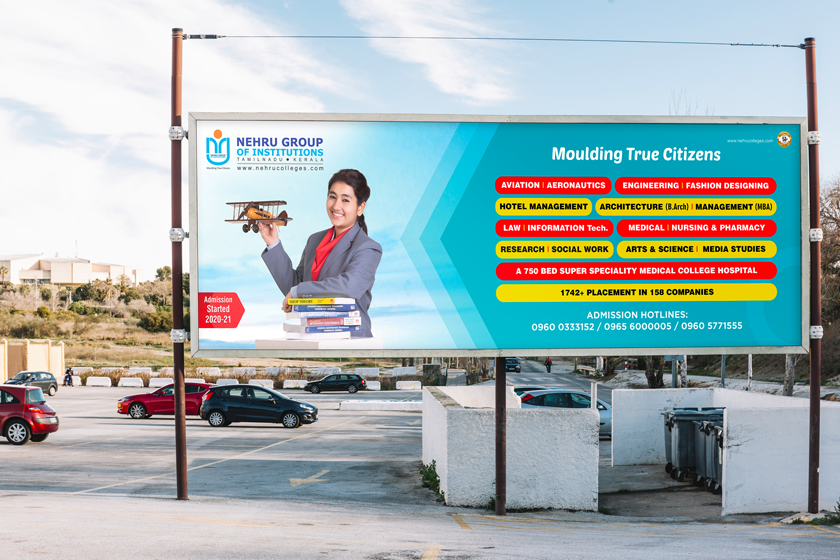 NEHRU GROUP
OF INSTITUTIONS
TAMILNADU • KERALA
www.nehrucolleges.com
Moulding True Citizens
Admission
Started
2020-21
www.nehrucolleges.com
Moulding True Citizens
AVIATION | AERONAUTICS
ENGINEERING | FASHION DESIGNING
HOTEL MANAGEMENT
ARCHITECTURE (B.Arch) | MANAGEMENT (MBA)
LAW | INFORMATION Tech.
MEDICAL | NURSING & PHARMACY
RESEARCH | SOCIAL WORK
ARTS & SCIENCE | MEDIA STUDIES
A 750 BED SUPER SPECIALITY MEDICAL COLLEGE HOSPITAL
1742+ PLACEMENT IN 158 COMPANIES
ADMISSION HOTLINES:
0960 0333152 / 0965 6000005 / 0960 5771555